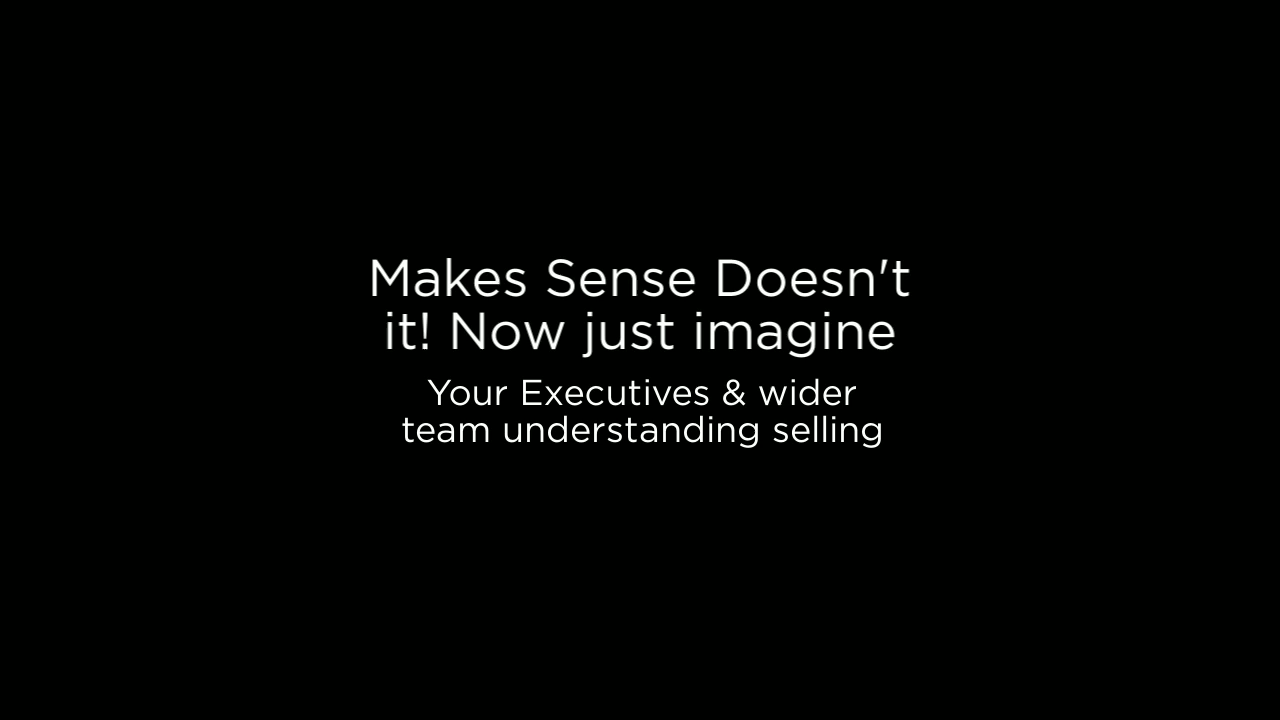 Makes Sense Doesn't
it! Now just imagine
Your Executives & wider
team understanding selling